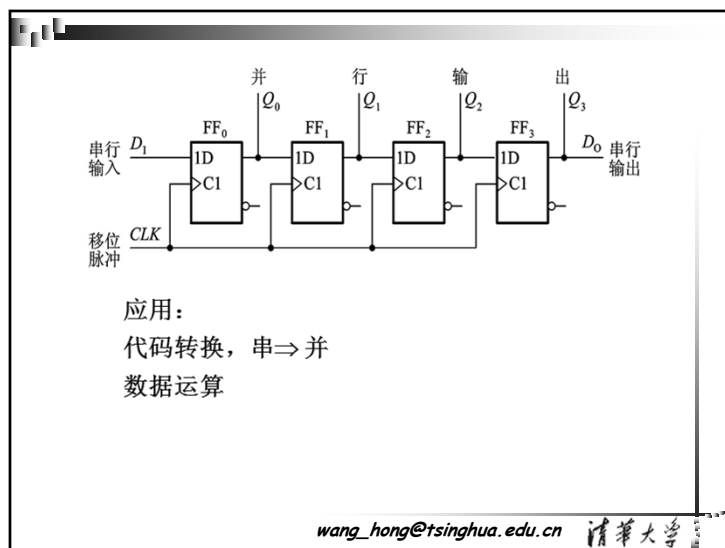 并 行 输 出
Q₀ Q₁ Q₂ Q₃
FF₀ FF₁ FF₂ FF₃
串行 D₁ 1D 1D 1D 1D D₀ 串行
输入 C1 C1 C1 C1 输出
移位 CLK
脉冲
应用：
代码转换，串⇒并
数据运算
wang_hong@tsinghua.edu.cn 清华大学